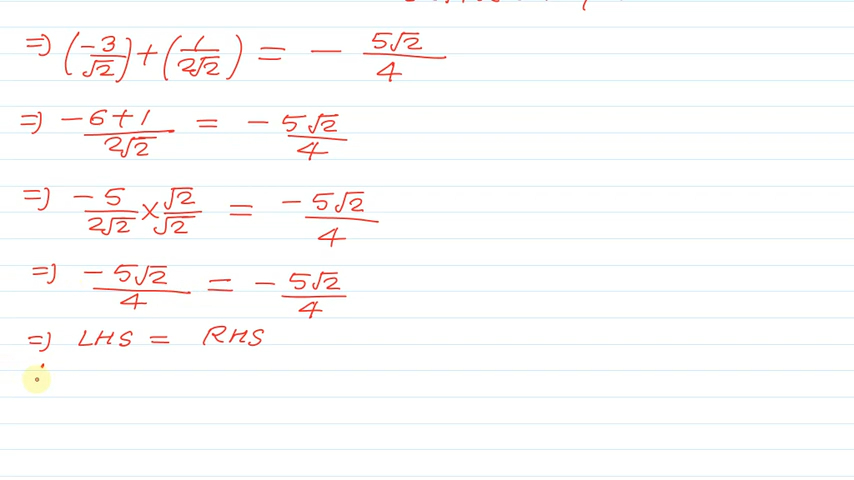 => (-3/√2) + (1/2√2) = - 5√2/4
=> -6+1/2√2 = - 5√2/4
=> -5/2√2 × √2/√2 = -5√2/4
=> -5√2/4 = -5√2/4
=> LHS = RHS